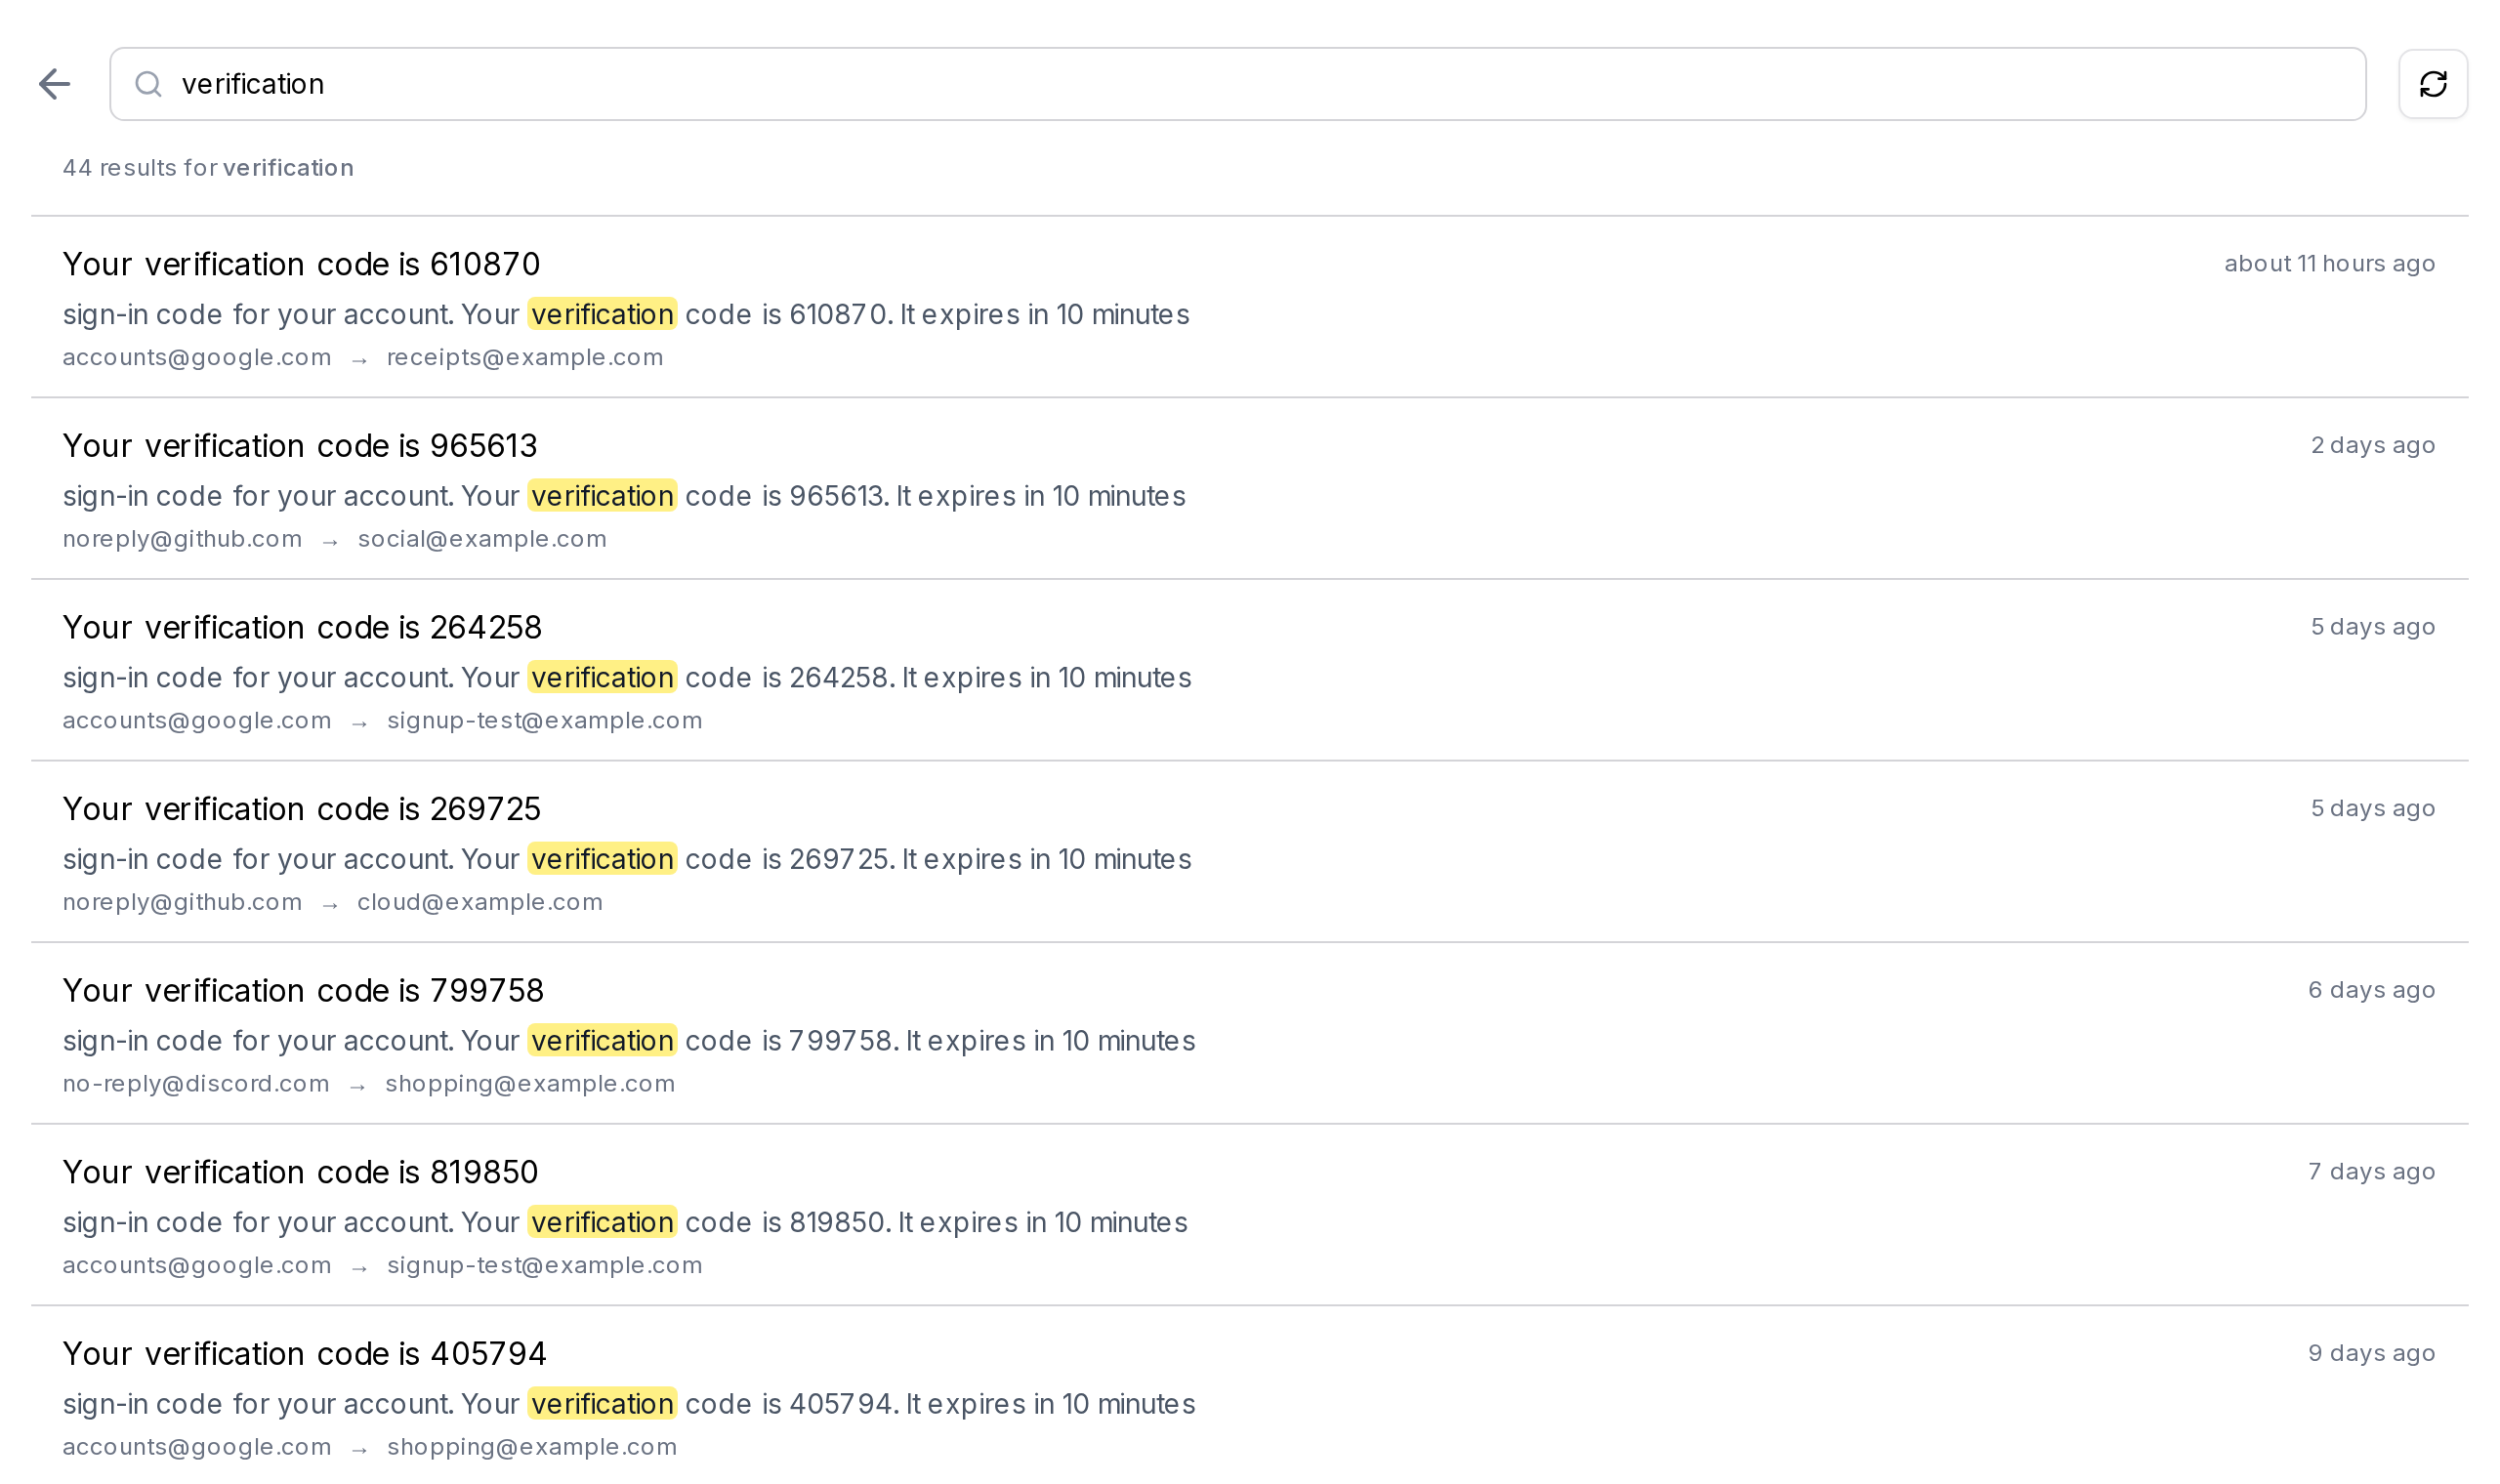 verification
44 results for verification
Your verification code is 610870
about 11 hours ago
sign-in code for your account. Your verification code is 610870. It expires in 10 minutes
accounts@google.com → receipts@example.com
Your verification code is 965613
2 days ago
sign-in code for your account. Your verification code is 965613. It expires in 10 minutes
noreply@github.com → social@example.com
Your verification code is 264258
5 days ago
sign-in code for your account. Your verification code is 264258. It expires in 10 minutes
accounts@google.com → signup-test@example.com
Your verification code is 269725
5 days ago
sign-in code for your account. Your verification code is 269725. It expires in 10 minutes
noreply@github.com → cloud@example.com
Your verification code is 799758
6 days ago
sign-in code for your account. Your verification code is 799758. It expires in 10 minutes
no-reply@discord.com → shopping@example.com
Your verification code is 819850
7 days ago
sign-in code for your account. Your verification code is 819850. It expires in 10 minutes
accounts@google.com → signup-test@example.com
Your verification code is 405794
9 days ago
sign-in code for your account. Your verification code is 405794. It expires in 10 minutes
accounts@google.com → shopping@example.com